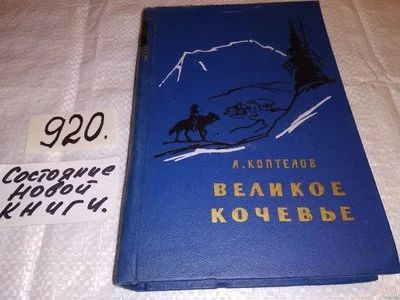 920.
Состояние
новой
книги.
А. КОПТЕЛОВ
ВЕЛИКОЕ
КОЧЕВЬЕ